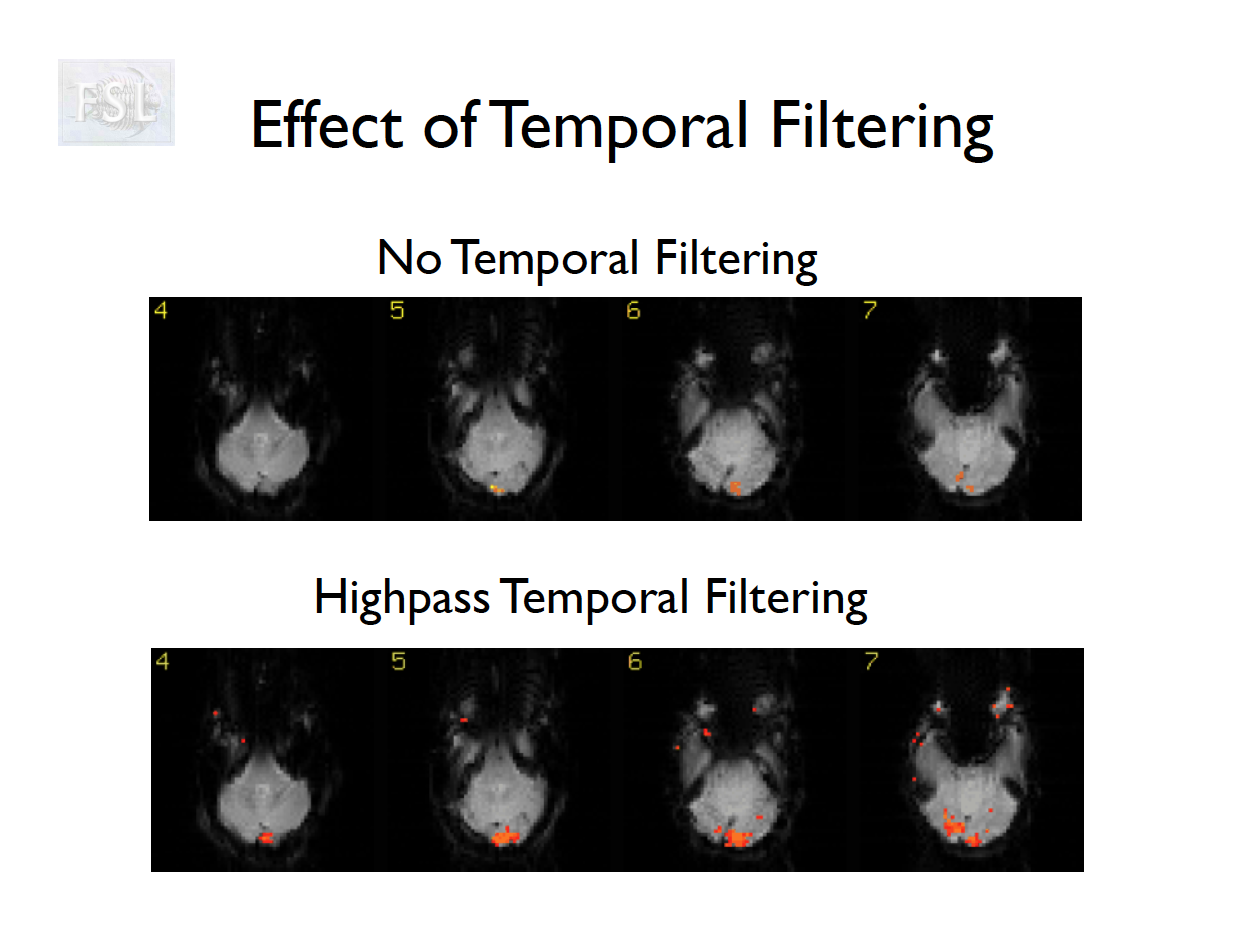 FSL
Effect of Temporal Filtering
No Temporal Filtering
4 5 6 7
Highpass Temporal Filtering
4 5 6 7